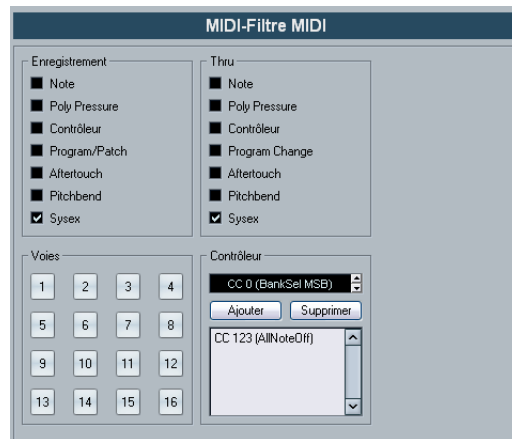 MIDI-Filtre MIDI
Enregistrement
Note
Poly Pressure
Contrôleur
Program/Patch
Aftertouch
Pitchbend
Sysex
Thru
Note
Poly Pressure
Contrôleur
Program Change
Aftertouch
Pitchbend
Sysex
Voies
1 2 3 4
5 6 7 8
9 10 11 12
13 14 15 16
Contrôleur
CC 0 (BankSel MSB)
Ajouter Supprimer
CC 123 (AllNoteOff)